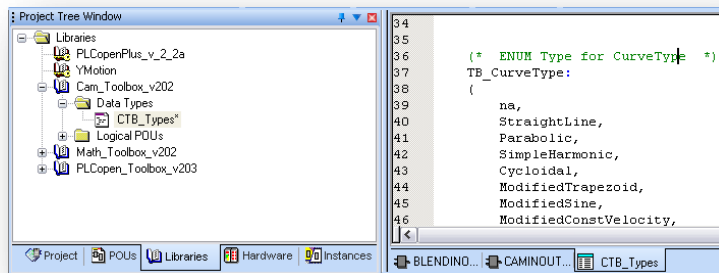 Project Tree Window
Libraries
PLCopenPlus_v_2_2a
YMotion
Cam_Toolbox_v202
Data Types
CTB_Types*
Logical POUs
Math_Toolbox_v202
PLCopen_Toolbox_v203
Project POUs Libraries Hardware Instances
34
35
36 (* ENUM Type for CurveType *)
37 TB_CurveType:
38 (
39 na,
40 StraightLine,
41 Parabolic,
42 SimpleHarmonic,
43 Cycloidal,
44 ModifiedTrapezoid,
45 ModifiedSine,
46 ModifiedConstVelocity,
BLENDINO... CAMINOUT... CTB_Types